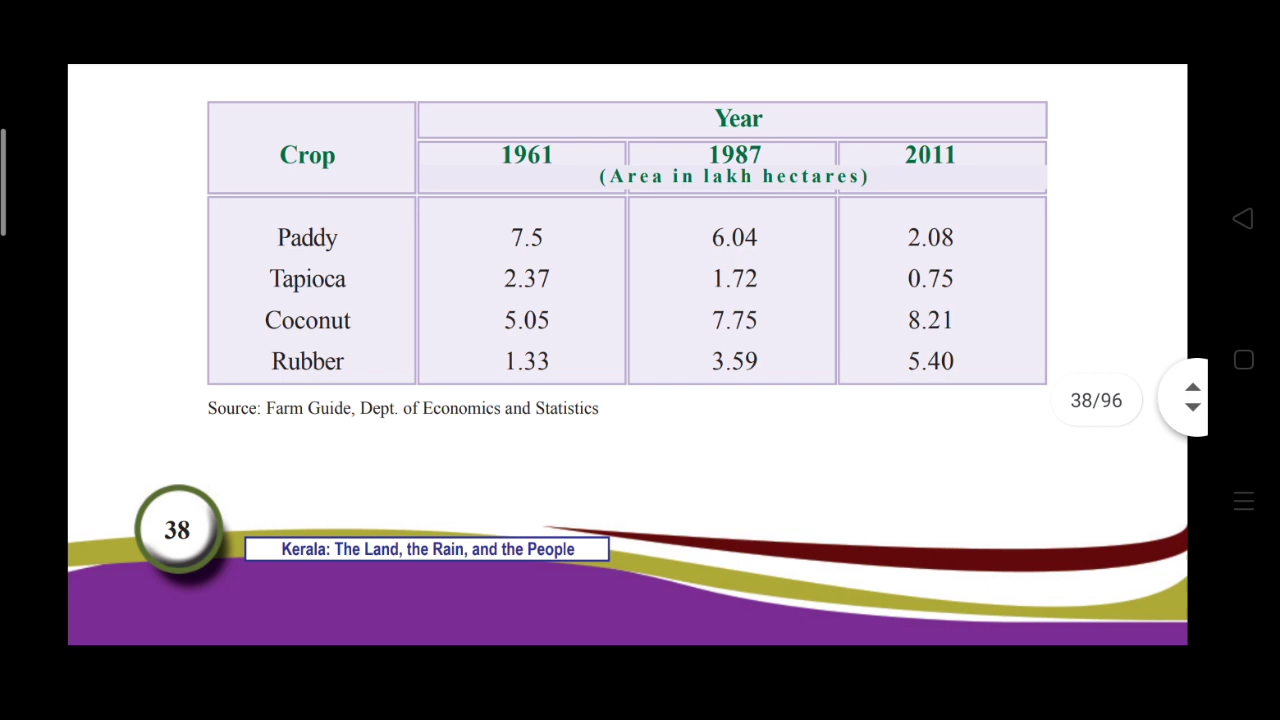 Year
Crop 1961 1987 2011
(Area in lakh hectares)
Paddy 7.5 6.04 2.08
Tapioca 2.37 1.72 0.75
Coconut 5.05 7.75 8.21
Rubber 1.33 3.59 5.40
Source: Farm Guide, Dept. of Economics and Statistics
38/96
38
Kerala: The Land, the Rain, and the People